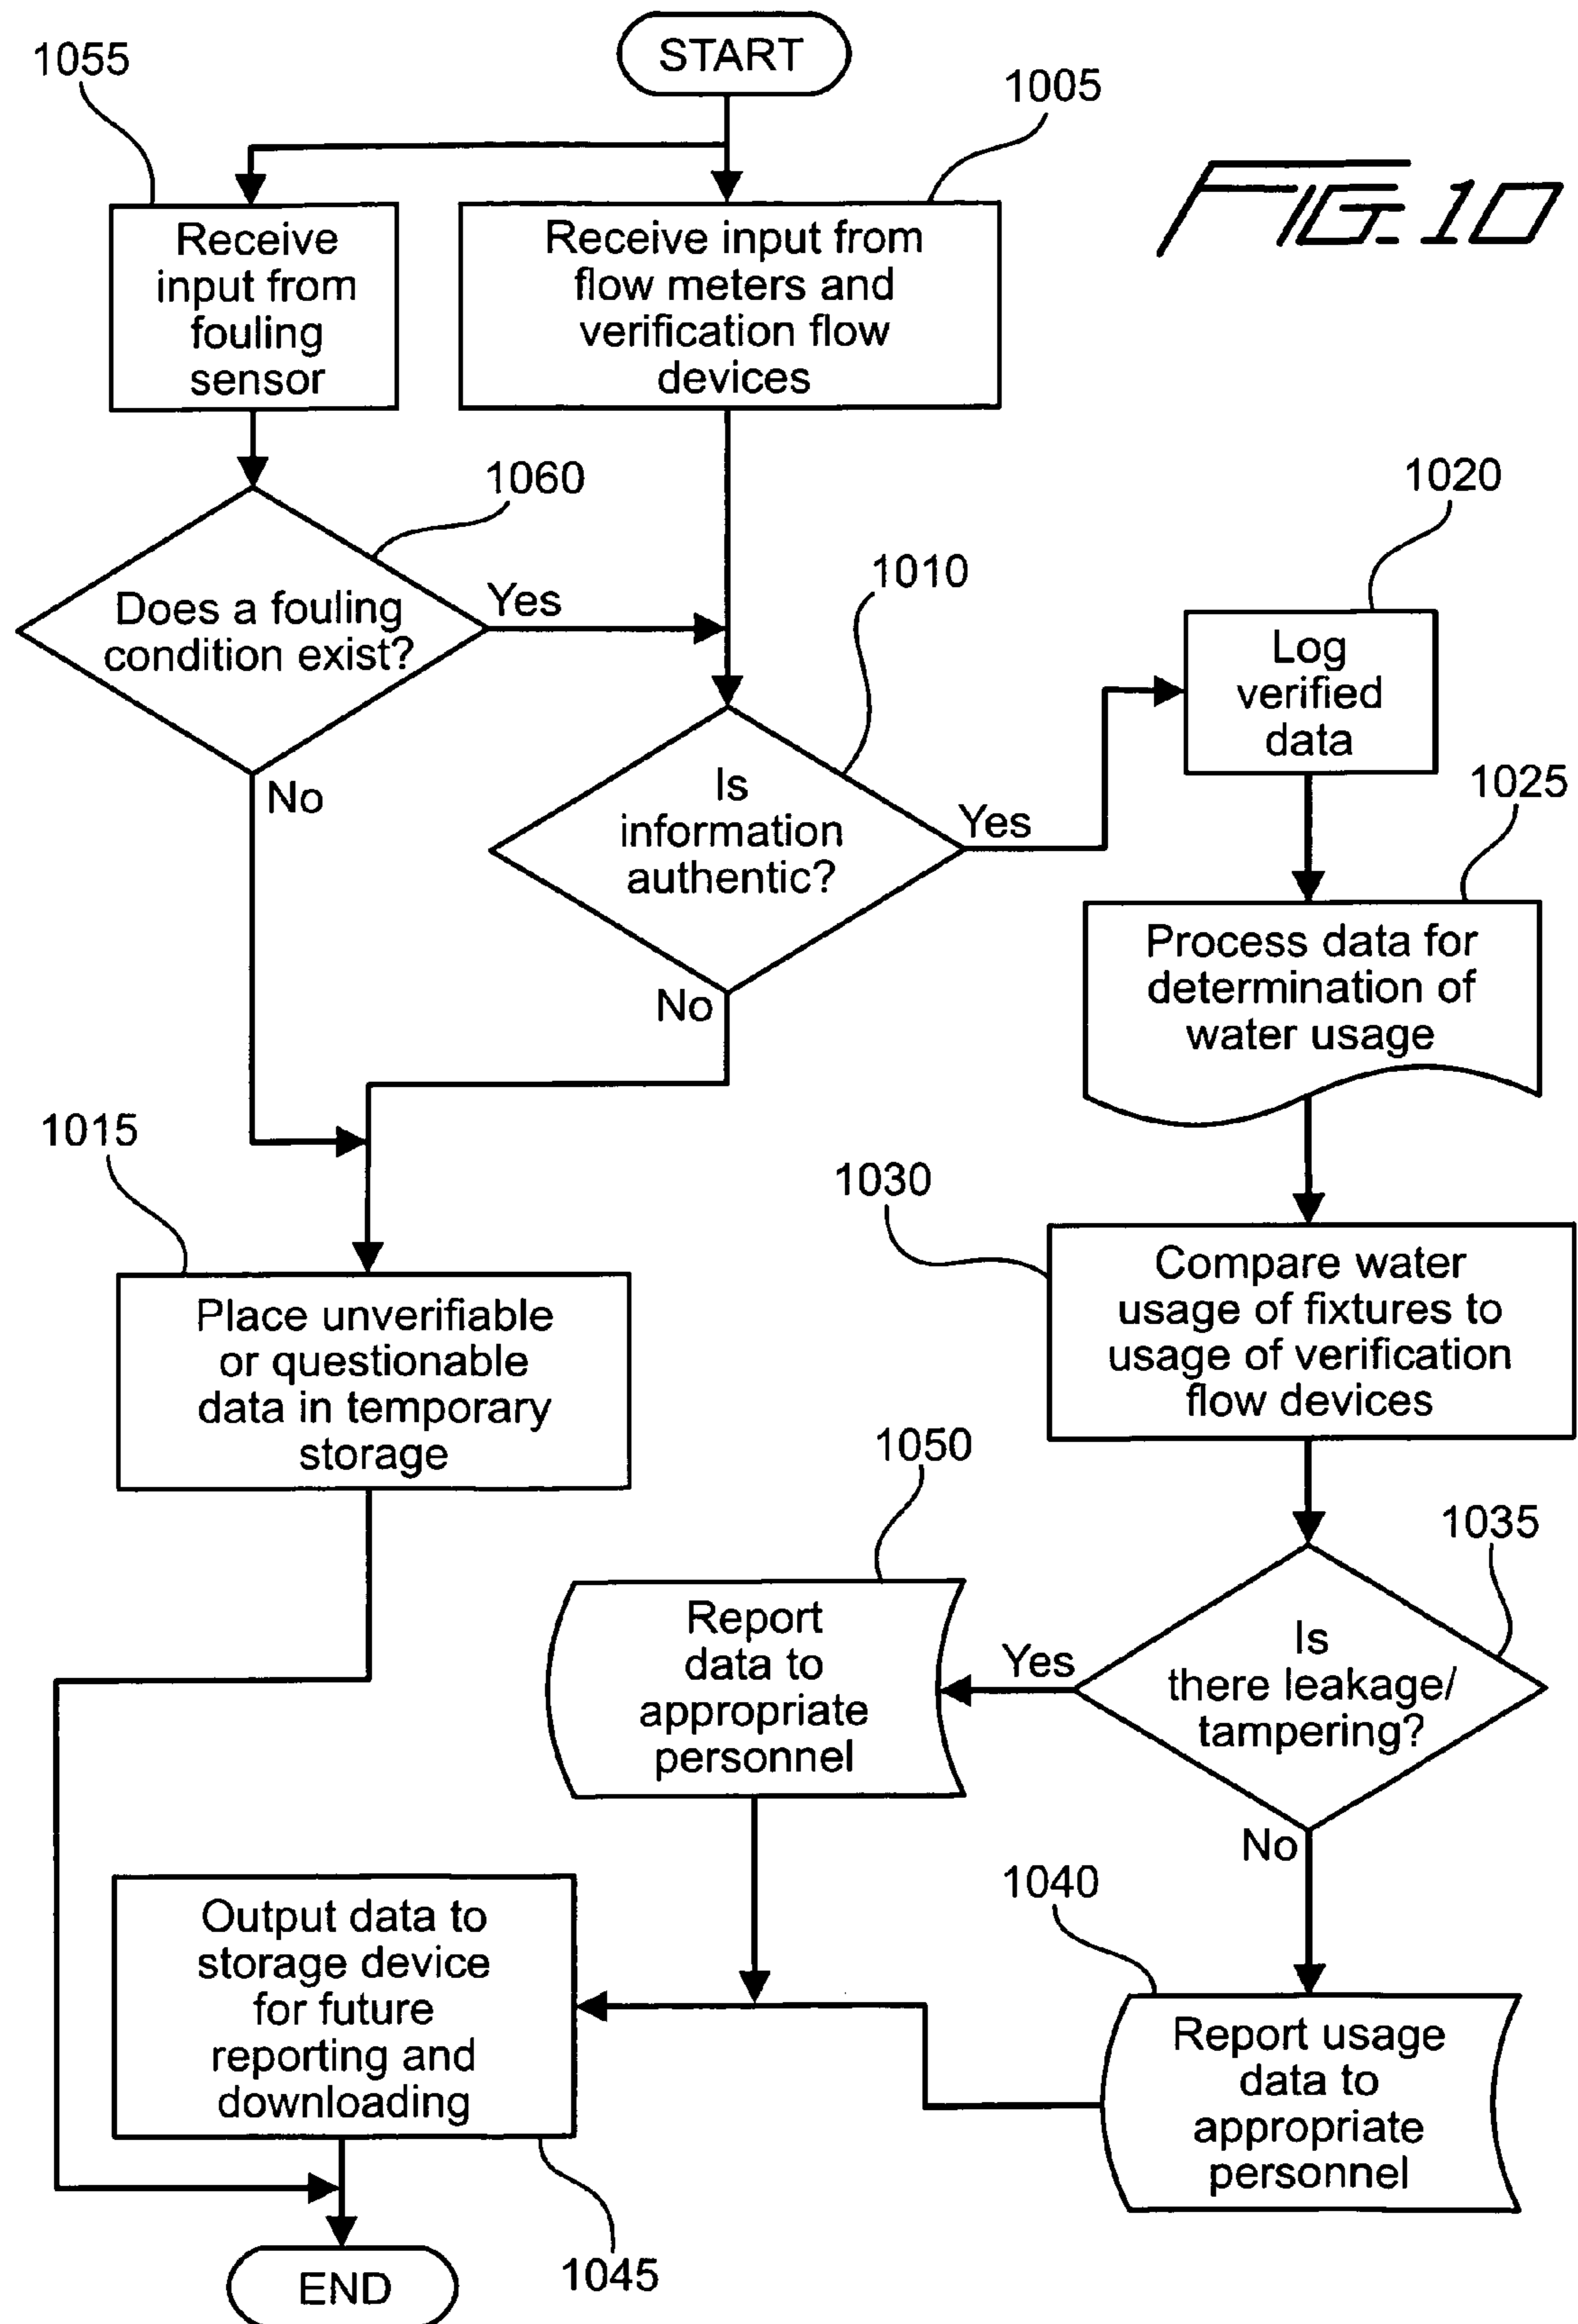 START
1055
1005
FIG. 10
Receive
input from
fouling
sensor
Receive input from
flow meters and
verification flow
devices
1060
Does a fouling
condition exist?
Yes
No
1010
Is
information
authentic?
Yes
No
1020
Log
verified
data
1025
Process data for
determination of
water usage
1015
Place unverifiable
or questionable
data in temporary
storage
1030
Compare water
usage of fixtures to
usage of verification
flow devices
1035
Is
there leakage/
tampering?
Yes
No
1050
Report
data to
appropriate
personnel
1040
Report usage
data to
appropriate
personnel
Output data to
storage device
for future
reporting and
downloading
1045
END